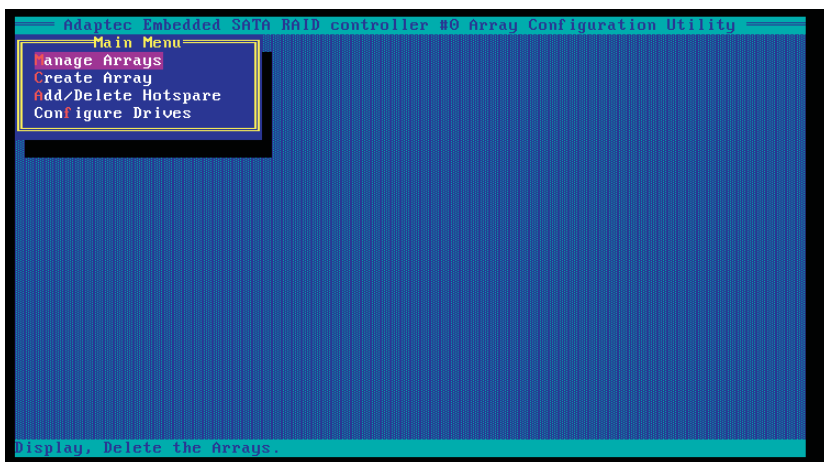 Adaptec Embedded SATA RAID controller #0 Array Configuration Utility
Main Menu
Manage Arrays
Create Array
Add/Delete Hotspare
Configure Drives
Display, Delete the Arrays.